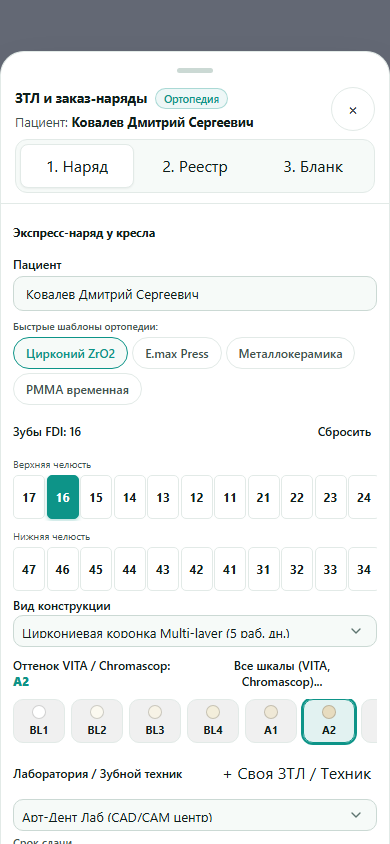 ЗТЛ и заказ-наряды Ортопедия
Пациент: Ковалев Дмитрий Сергеевич
×
1. Наряд 2. Реестр 3. Бланк
Экспресс-наряд у кресла
Пациент
Ковалев Дмитрий Сергеевич
Быстрые шаблоны ортопедии:
Цирконий ZrO2 E.max Press Металлокерамика
PMMA временная
Зубы FDI: 16 Сбросить
Верхняя челюсть
17 16 15 14 13 12 11 21 22 23 24
Нижняя челюсть
47 46 45 44 43 42 41 31 32 33 34
Вид конструкции
Циркониевая коронка Multi-layer (5 раб. дн.)
Оттенок VITA / Chromascop:
A2
Все шкалы (VITA,
Chromascop)...
BL1 BL2 BL3 BL4 A1 A2
Лаборатория / Зубной техник + Своя ЗТЛ / Техник
Арт-Дент Лаб (CAD/CAM центр)
Срок сдачи